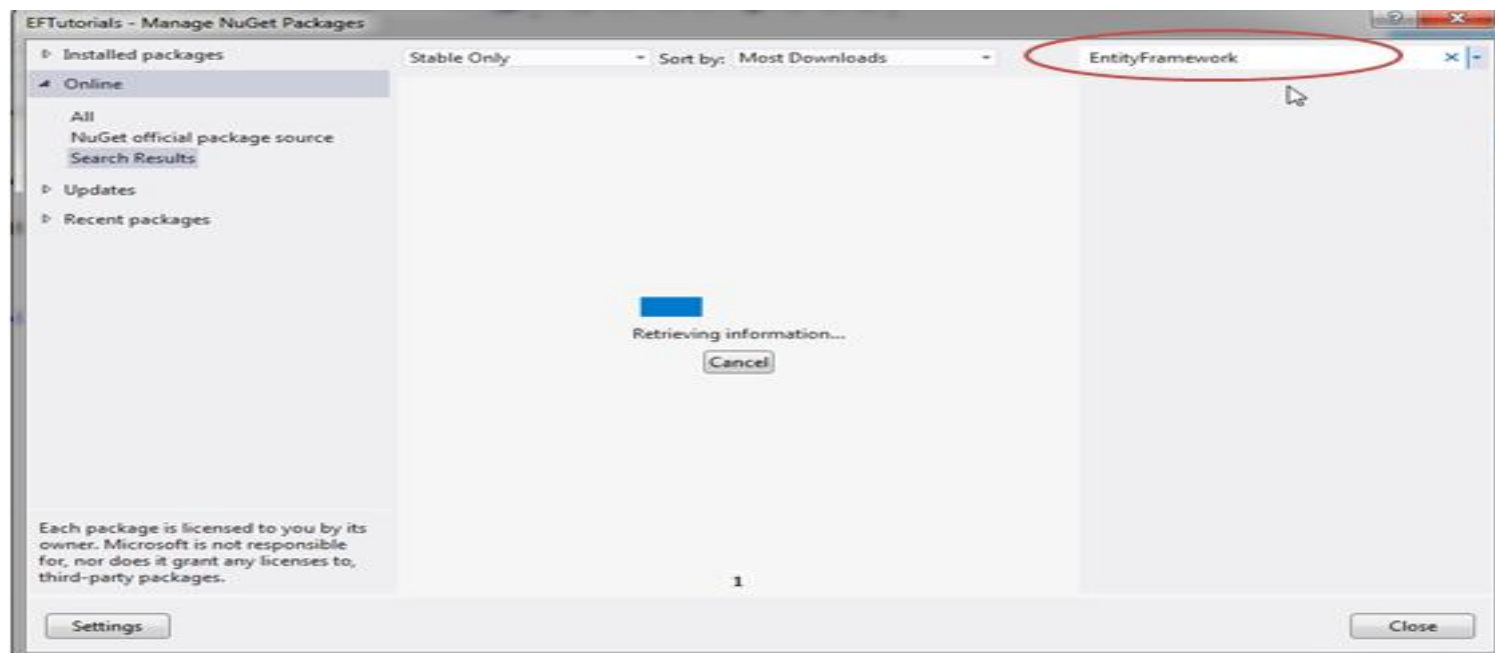 EFTutorials - Manage NuGet Packages
Installed packages
Stable Only
Sort by: Most Downloads
EntityFramework
Online
All
NuGet official package source
Search Results
Updates
Recent packages
Retrieving information...
Cancel
Each package is licensed to you by its
owner. Microsoft is not responsible
for, nor does it grant any licenses to,
third-party packages.
1
Settings
Close